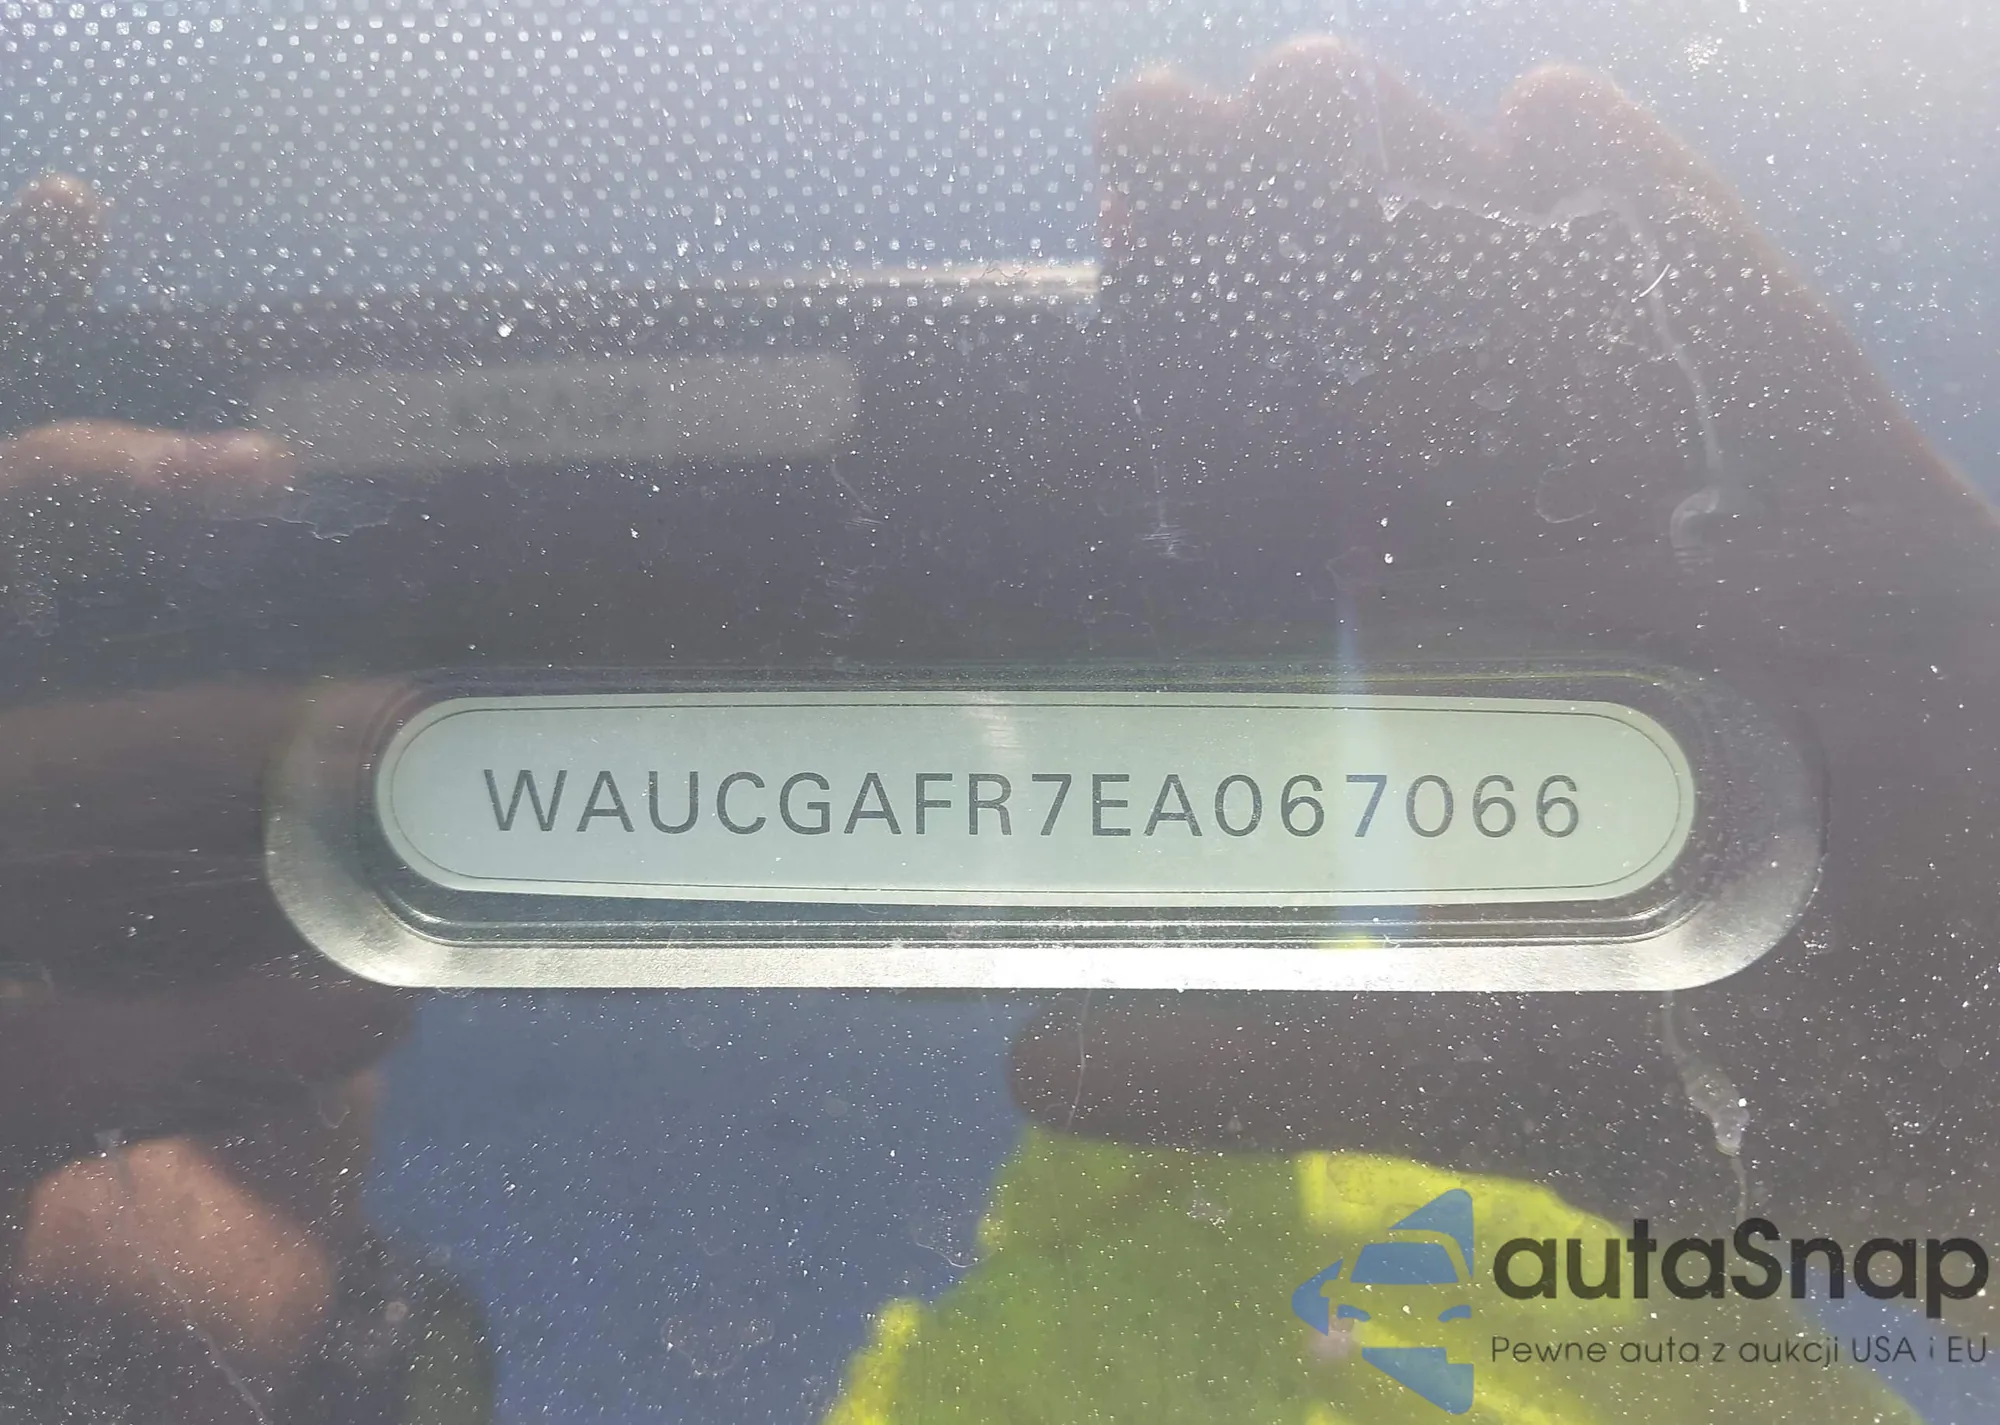 WAUCGAFR7EA067066
autaSnap
Pewne auta z aukcji USA i EU